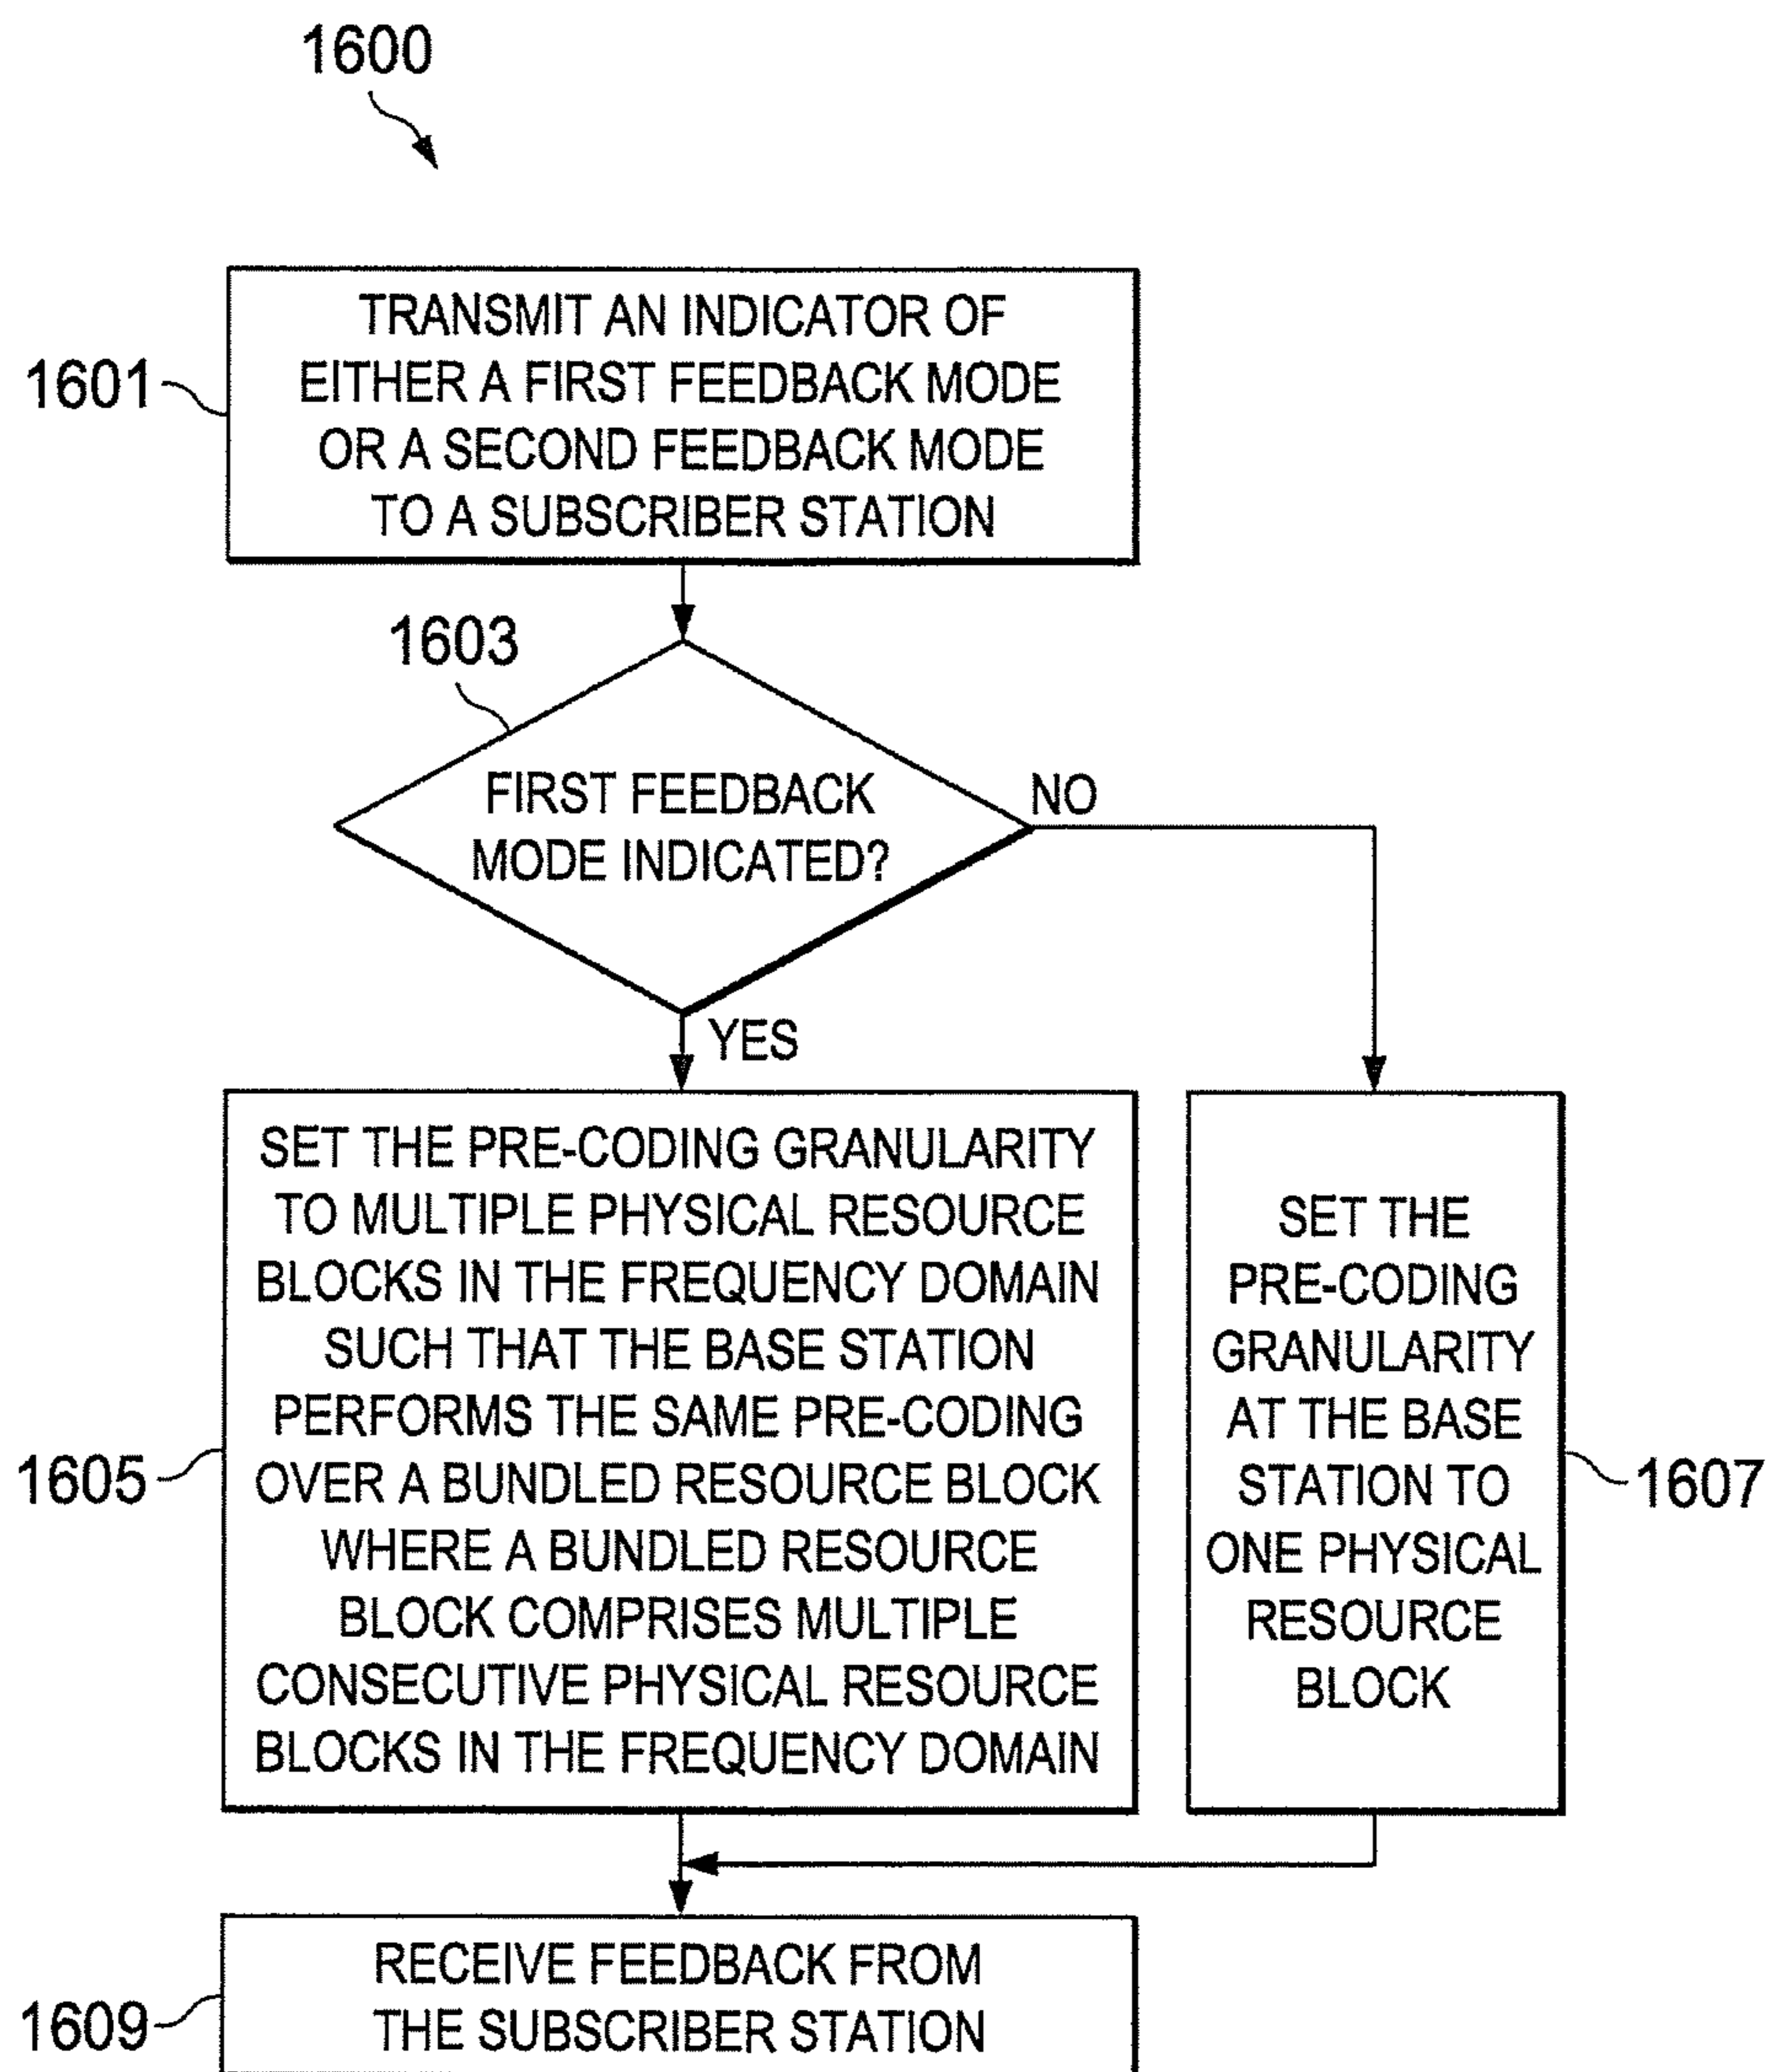 1600
1601
TRANSMIT AN INDICATOR OF
EITHER A FIRST FEEDBACK MODE
OR A SECOND FEEDBACK MODE
TO A SUBSCRIBER STATION
1603
FIRST FEEDBACK
MODE INDICATED?
NO
YES
1605
SET THE PRE-CODING GRANULARITY
TO MULTIPLE PHYSICAL RESOURCE
BLOCKS IN THE FREQUENCY DOMAIN
SUCH THAT THE BASE STATION
PERFORMS THE SAME PRE-CODING
OVER A BUNDLED RESOURCE BLOCK
WHERE A BUNDLED RESOURCE
BLOCK COMPRISES MULTIPLE
CONSECUTIVE PHYSICAL RESOURCE
BLOCKS IN THE FREQUENCY DOMAIN
SET THE
PRE-CODING
GRANULARITY
AT THE BASE
STATION TO
ONE PHYSICAL
RESOURCE
BLOCK
1607
1609
RECEIVE FEEDBACK FROM
THE SUBSCRIBER STATION